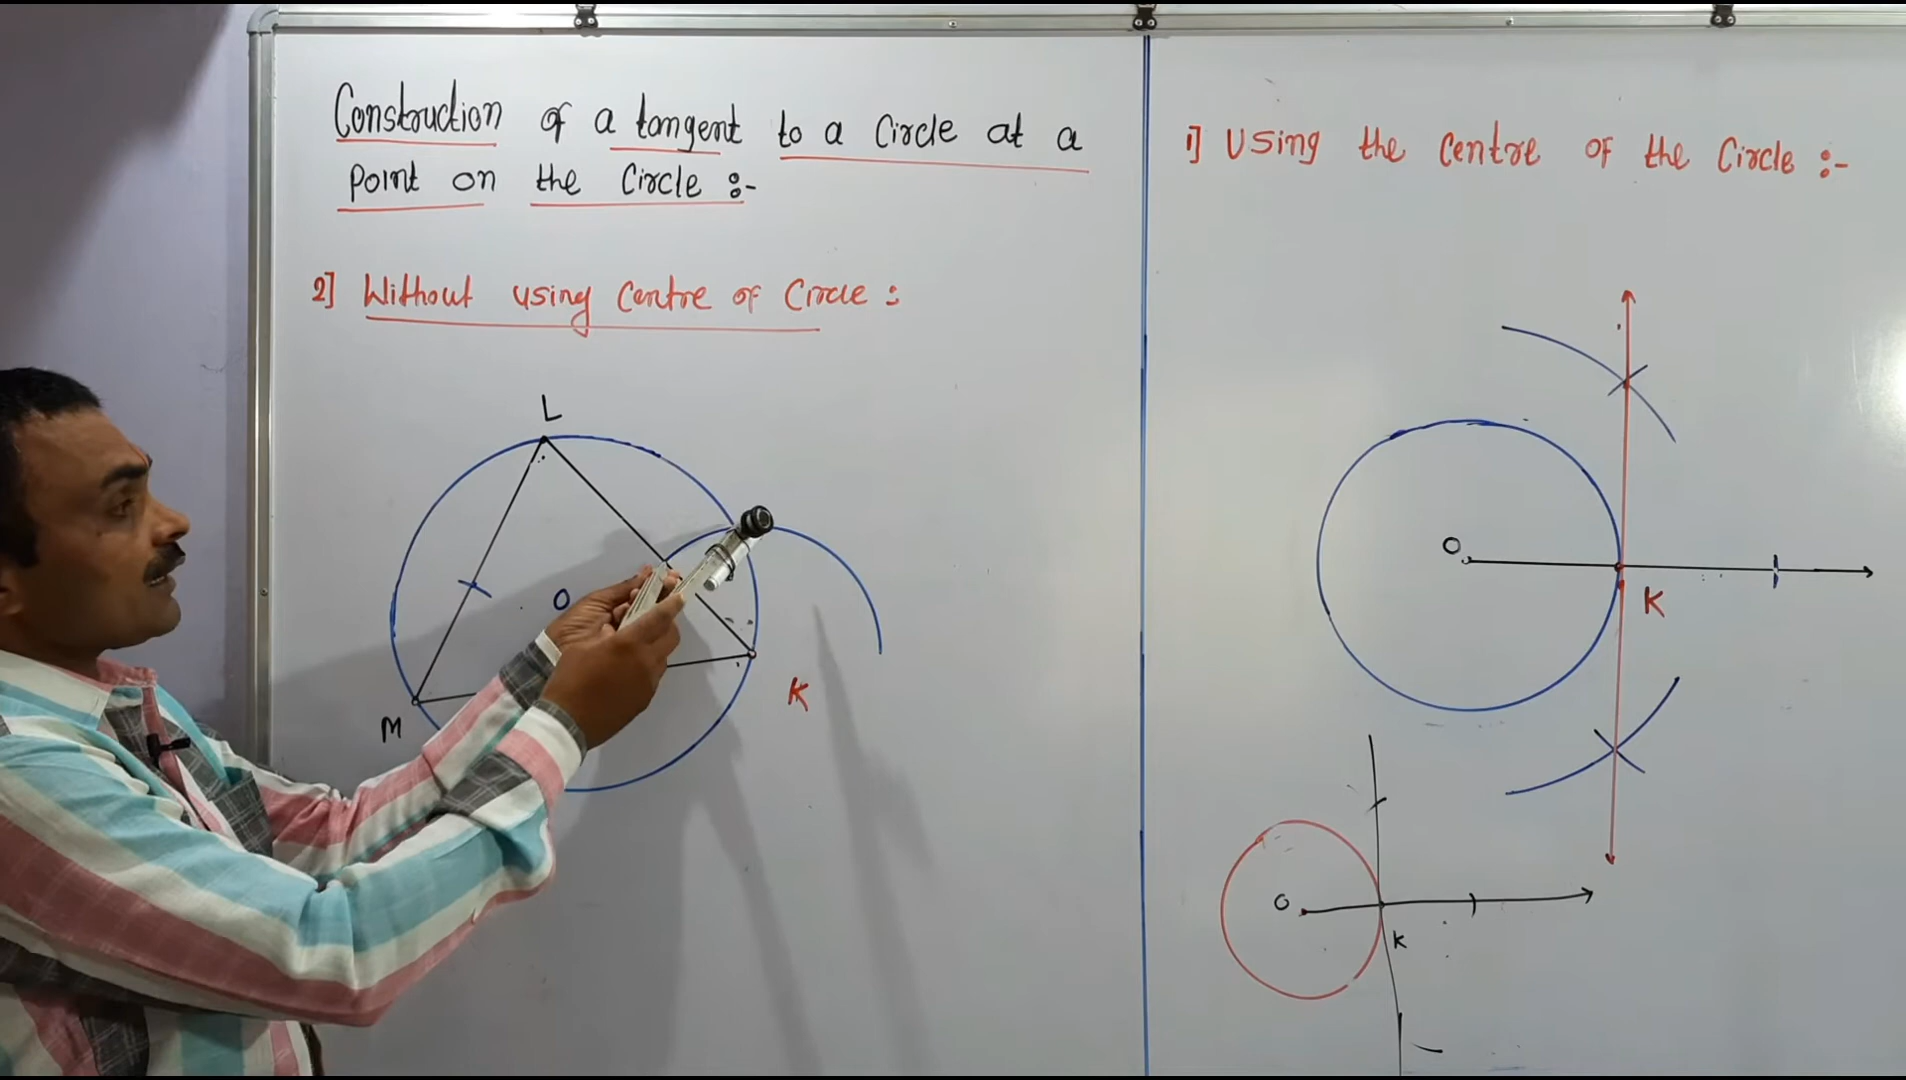 Construction of a tangent to a Circle at a
point on the Circle :-
2] Without using Centre of Circle :
L
O
M
K
1] Using the Centre of the Circle :-
O
K
O
K